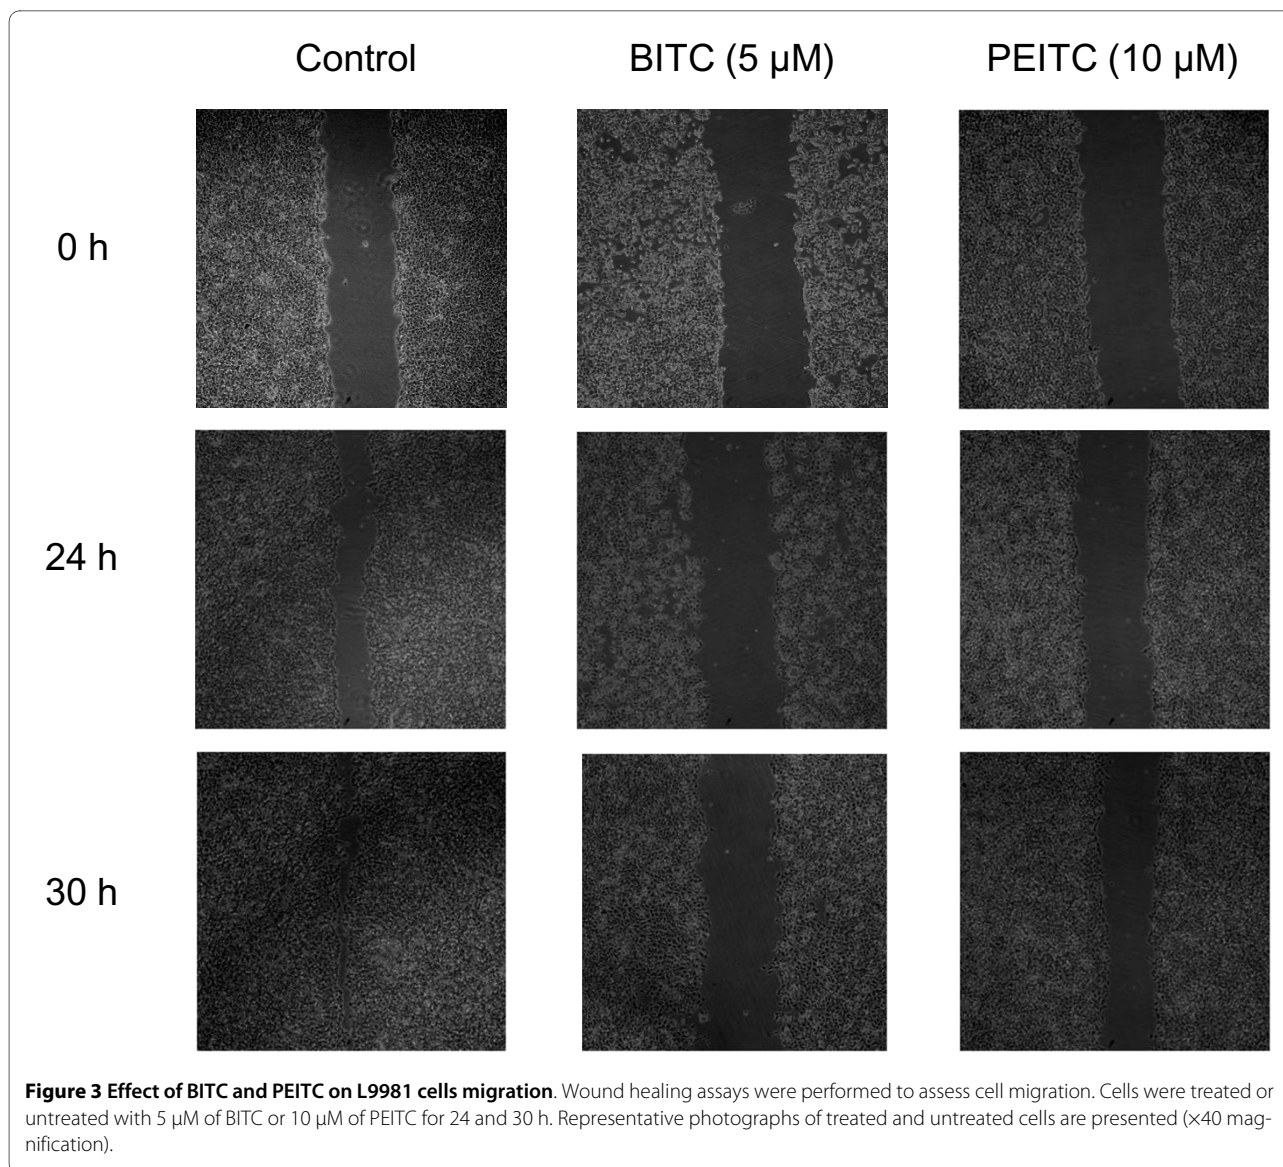 Control BITC (5 µM) PEITC (10 µM)
0 h
24 h
30 h
Figure 3 Effect of BITC and PEITC on L9981 cells migration. Wound healing assays were performed to assess cell migration. Cells were treated or
untreated with 5 µM of BITC or 10 µM of PEITC for 24 and 30 h. Representative photographs of treated and untreated cells are presented (×40 mag-
nification).